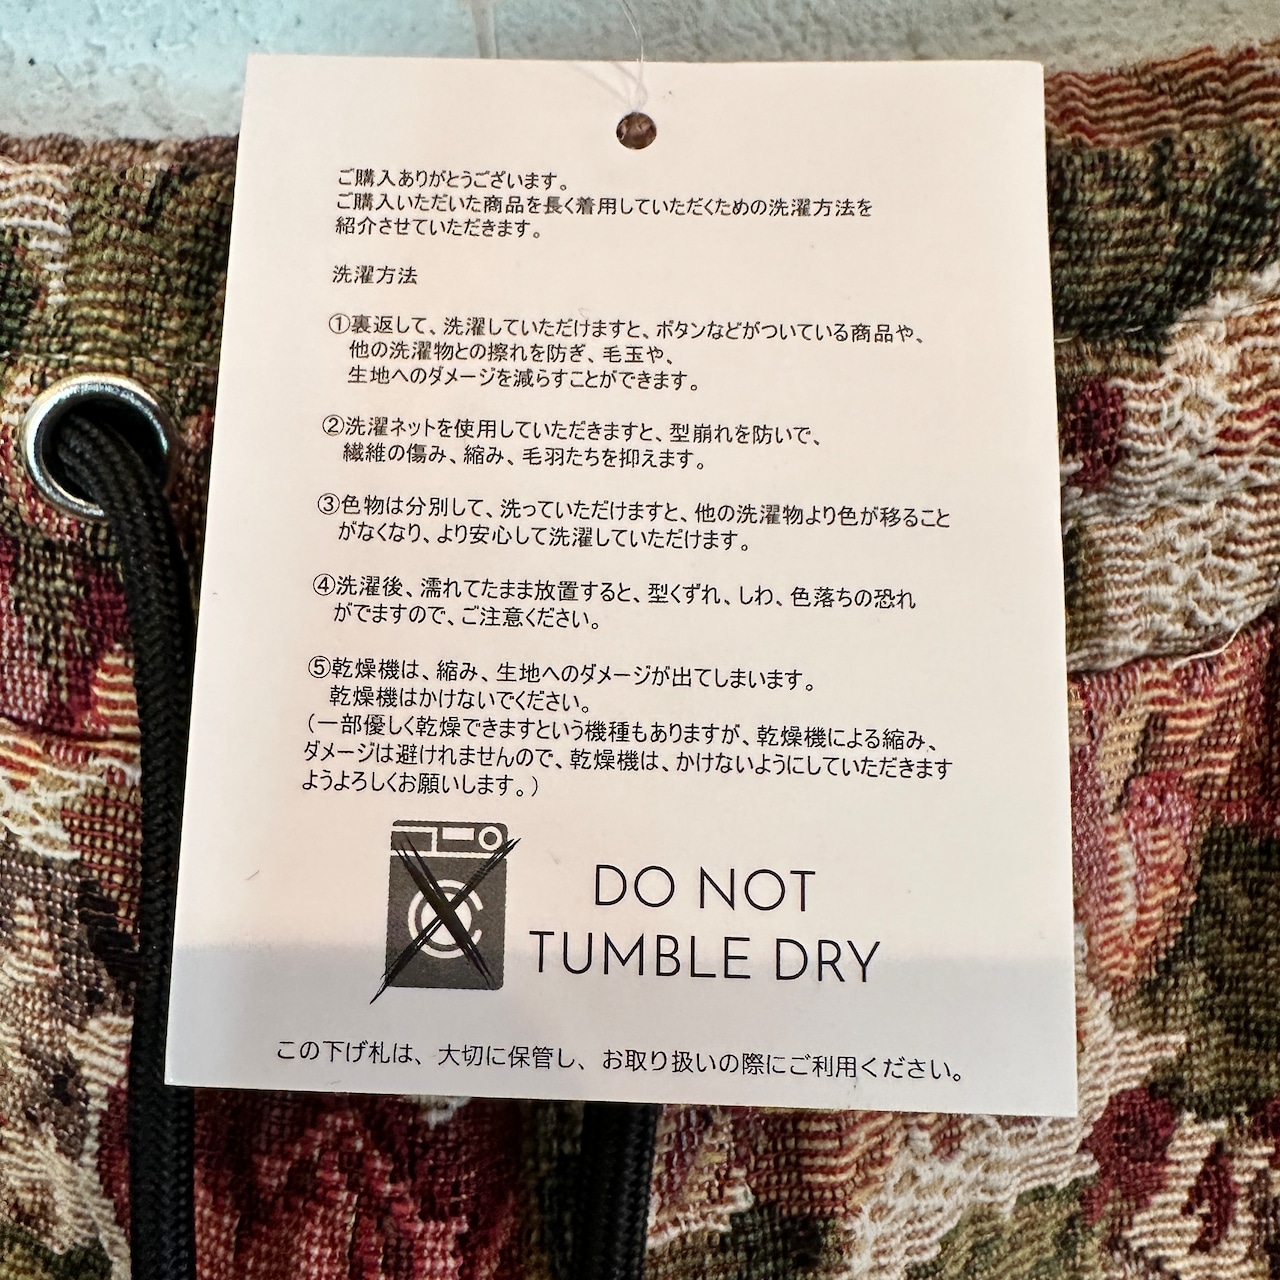 ご購入ありがとうございます。
ご購入いただいた商品を長く着用していただくための洗濯方法を
紹介させていただきます。
洗濯方法
①裏返して、洗濯していただけますと、ボタンなどがついている商品や、
他の洗濯物との擦れを防ぎ、毛玉や、
生地へのダメージを減らすことができます。
②洗濯ネットを使用していただきますと、型崩れを防いで、
繊維の傷み、縮み、毛羽たちを抑えます。
③色物は分別して、洗っていただけますと、他の洗濯物より色が移ること
がなくなり、より安心して洗濯していただけます。
④洗濯後、濡れてたまま放置すると、型くずれ、しわ、色落ちの恐れ
がでますので、ご注意ください。
⑤乾燥機は、縮み、生地へのダメージが出てしまいます。
乾燥機はかけないでください。
（一部優しく乾燥できますという機種もありますが、乾燥機による縮み、
ダメージは避けれませんので、乾燥機は、かけないようにしていただきます
ようよろしくお願いします。）
DO NOT
TUMBLE DRY
この下げ札は、大切に保管し、お取り扱いの際にご利用ください。